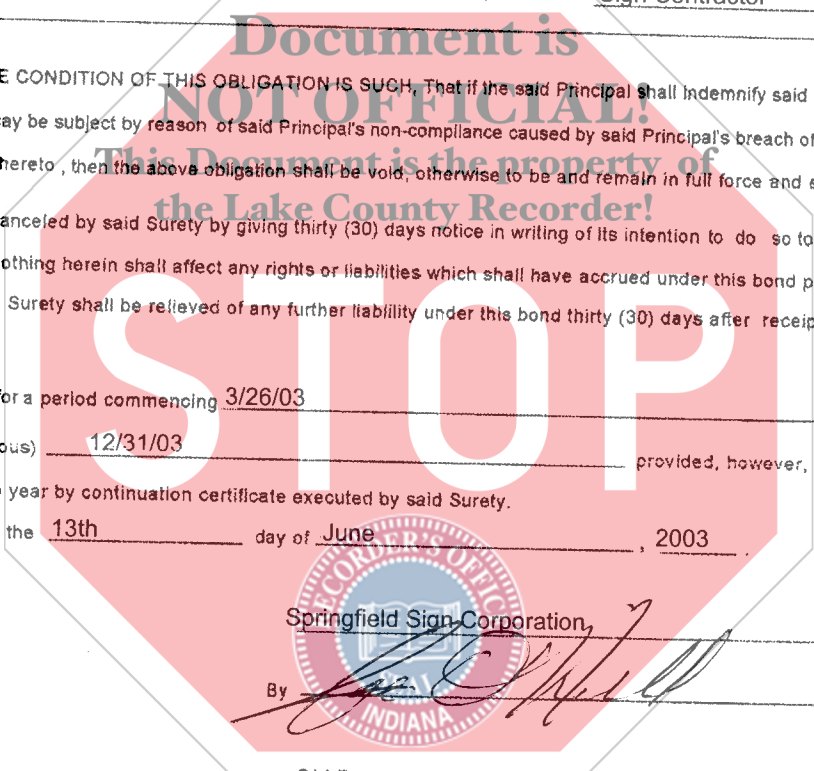 Sign Contractor
Document is
E CONDITION OF THIS OBLIGATION IS SUCH, That if the said Principal shall indemnify said
NOT OFFICIAL!
ay be subject by reason of said Principal's non-compliance caused by said Principal's breach of
This Document is the property of
hereto , then the above obligation shall be void, otherwise to be and remain in full force and e
the Lake County Recorder!
anceled by said Surety by giving thirty (30) days notice in writing of its intention to do so to
othing herein shall affect any rights or liabilities which shall have accrued under this bond p
Surety shall be relieved of any further liablility under this bond thirty (30) days after receip
STOP
for a period commencing 3/26/03
ous) 12/31/03 provided, however,
year by continuation certificate executed by said Surety.
the 13th day of June , 2003 .
RECORDER'S OFFICE
Springfield Sign Corporation
By
SEAL
INDIANA